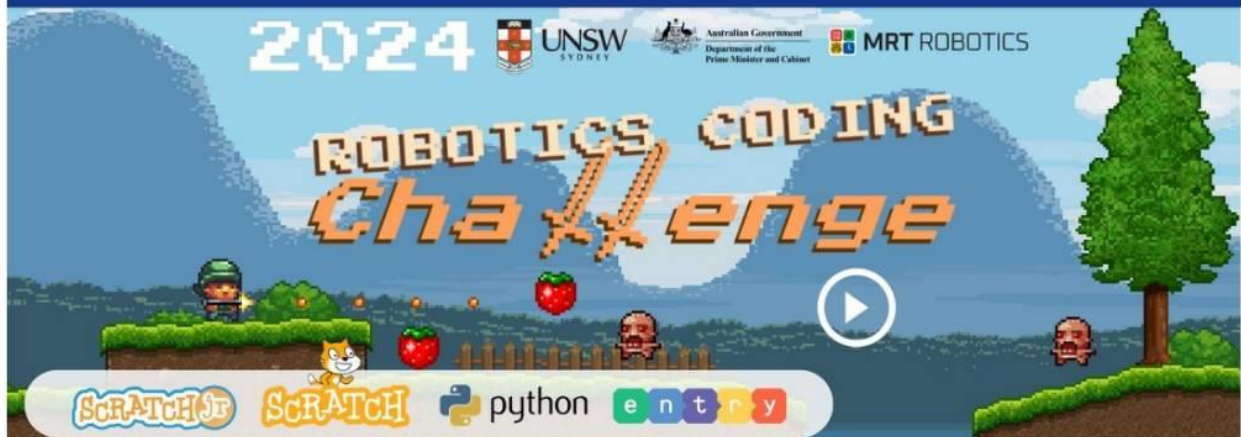 2024
UNSW
SYDNEY
Australian Government
Department of the
Prime Minister and Cabinet
MRT ROBOTICS
ROBOTICS CODING
Challenge
SCRATCH Jr
SCRATCH
python
entry